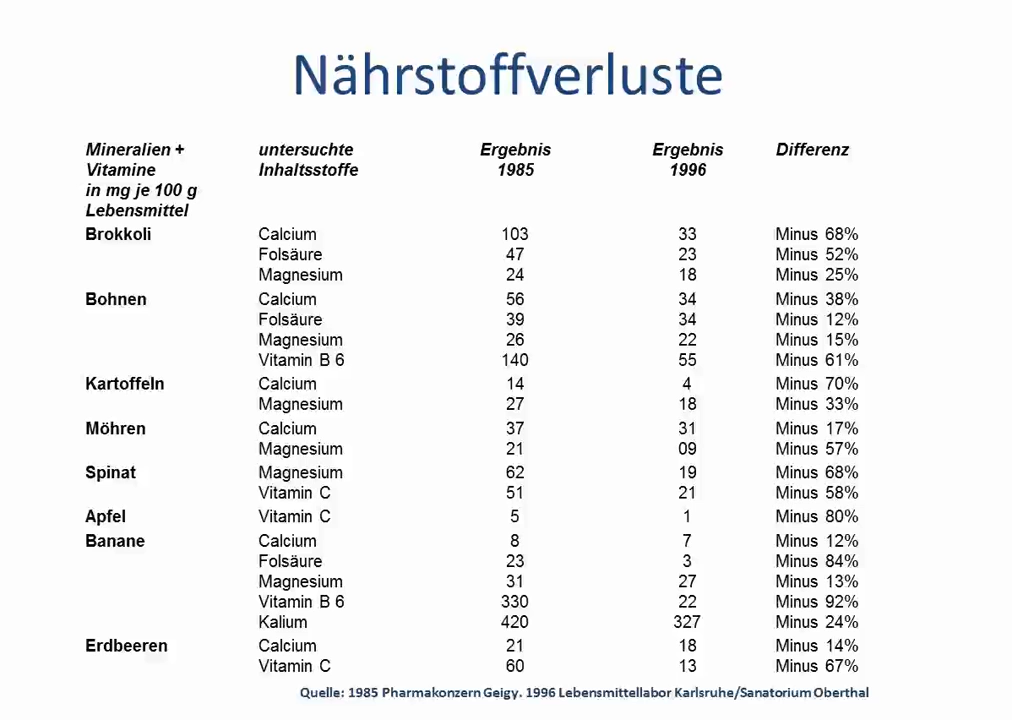 Nährstoffverluste
Mineralien + untersuchte Ergebnis Ergebnis Differenz
Vitamine Inhaltsstoffe 1985 1996
in mg je 100 g
Lebensmittel
Brokkoli Calcium 103 33 Minus 68%
Folsäure 47 23 Minus 52%
Magnesium 24 18 Minus 25%
Bohnen Calcium 56 34 Minus 38%
Folsäure 39 34 Minus 12%
Magnesium 26 22 Minus 15%
Vitamin B 6 140 55 Minus 61%
Kartoffeln Calcium 14 4 Minus 70%
Magnesium 27 18 Minus 33%
Möhren Calcium 37 31 Minus 17%
Magnesium 21 09 Minus 57%
Spinat Magnesium 62 19 Minus 68%
Vitamin C 51 21 Minus 58%
Apfel Vitamin C 5 1 Minus 80%
Banane Calcium 8 7 Minus 12%
Folsäure 23 3 Minus 84%
Magnesium 31 27 Minus 13%
Vitamin B 6 330 22 Minus 92%
Kalium 420 327 Minus 24%
Erdbeeren Calcium 21 18 Minus 14%
Vitamin C 60 13 Minus 67%
Quelle: 1985 Pharmakonzern Geigy. 1996 Lebensmittellabor Karlsruhe/Sanatorium Oberthal